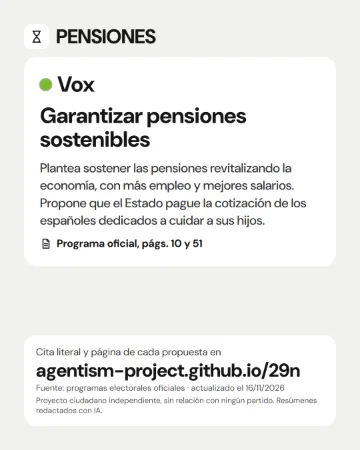 PENSIONES
Vox
Garantizar pensiones
sostenibles
Plantea sostener las pensiones revitalizando la
economía, con más empleo y mejores salarios.
Propone que el Estado pague la cotización de los
españoles dedicados a cuidar a sus hijos.
Programa oficial, págs. 10 y 51
Cita literal y página de cada propuesta en
agentism-project.github.io/29n
Fuente: programas electorales oficiales · actualizado el 16/11/2026
Proyecto ciudadano independiente, sin relación con ningún partido. Resúmenes
redactados con IA.